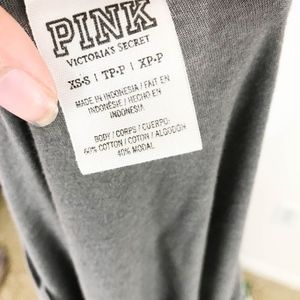 PINK
VICTORIA'S SECRET
XS-S | TP-P | XP-P
MADE IN INDONESIA / FAIT EN
INDONÉSIE / HECHO EN
INDONESIA
BODY / CORPS / CUERPO:
60% COTTON / COTON / ALGODON
40% MODAL